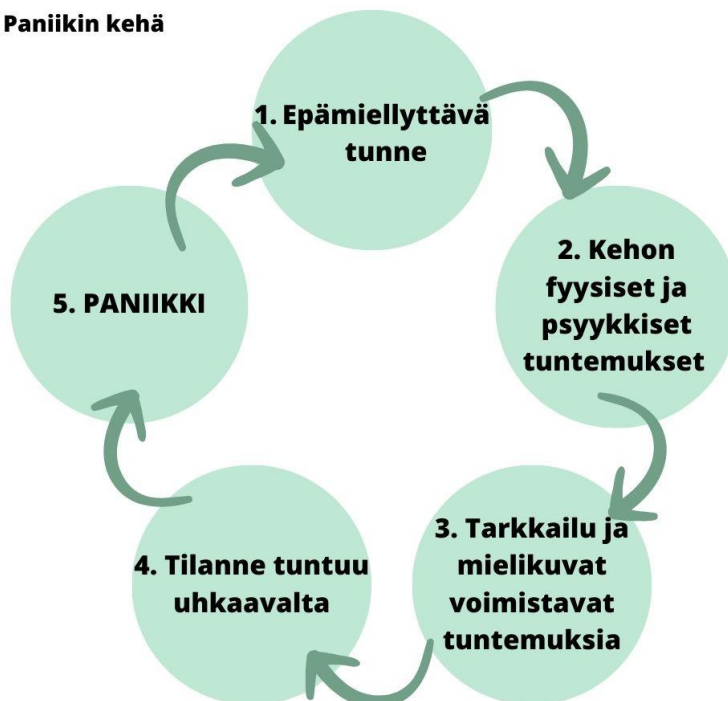 Paniikin kehä
1. Epämiellyttävä
tunne
2. Kehon
fyysiset ja
psyykkiset
tuntemukset
3. Tarkkailu ja
mielikuvat
voimistavat
tuntemuksia
4. Tilanne tuntuu
uhkaavalta
5. PANIIKKI